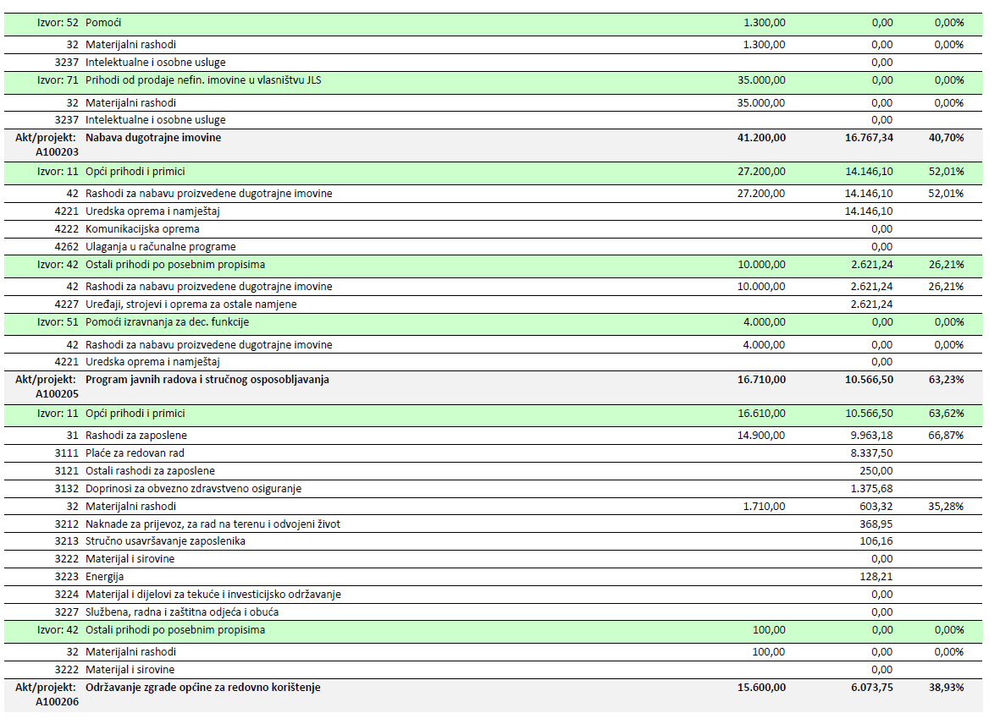 Izvor: 52 Pomoći 1.300,00 0,00 0,00%
32 Materijalni rashodi 1.300,00 0,00 0,00%
3237 Intelektualne i osobne usluge 0,00
Izvor: 71 Prihodi od prodaje nefin. imovine u vlasništvu JLS 35.000,00 0,00 0,00%
32 Materijalni rashodi 35.000,00 0,00 0,00%
3237 Intelektualne i osobne usluge 0,00
Akt/projekt: Nabava dugotrajne imovine 41.200,00 16.767,34 40,70%
A100203
Izvor: 11 Opći prihodi i primici 27.200,00 14.146,10 52,01%
42 Rashodi za nabavu proizvedene dugotrajne imovine 27.200,00 14.146,10 52,01%
4221 Uredska oprema i namještaj 14.146,10
4222 Komunikacijska oprema 0,00
4262 Ulaganja u računalne programe 0,00
Izvor: 42 Ostali prihodi po posebnim propisima 10.000,00 2.621,24 26,21%
42 Rashodi za nabavu proizvedene dugotrajne imovine 10.000,00 2.621,24 26,21%
4227 Uređaji, strojevi i oprema za ostale namjene 2.621,24
Izvor: 51 Pomoći izravnanja za dec. funkcije 4.000,00 0,00 0,00%
42 Rashodi za nabavu proizvedene dugotrajne imovine 4.000,00 0,00 0,00%
4221 Uredska oprema i namještaj 0,00
Akt/projekt: Program javnih radova i stručnog osposobljavanja 16.710,00 10.566,50 63,23%
A100205
Izvor: 11 Opći prihodi i primici 16.610,00 10.566,50 63,62%
31 Rashodi za zaposlene 14.900,00 9.963,18 66,87%
3111 Plaće za redovan rad 8.337,50
3121 Ostali rashodi za zaposlene 250,00
3132 Doprinosi za obvezno zdravstveno osiguranje 1.375,68
32 Materijalni rashodi 1.710,00 603,32 35,28%
3212 Naknade za prijevoz, za rad na terenu i odvojeni život 368,95
3213 Stručno usavršavanje zaposlenika 106,16
3222 Materijal i sirovine 0,00
3223 Energija 128,21
3224 Materijal i dijelovi za tekuće i investicijsko održavanje 0,00
3227 Službena, radna i zaštitna odjeća i obuća 0,00
Izvor: 42 Ostali prihodi po posebnim propisima 100,00 0,00 0,00%
32 Materijalni rashodi 100,00 0,00 0,00%
3222 Materijal i sirovine 0,00
Akt/projekt: Održavanje zgrade općine za redovno korištenje 15.600,00 6.073,75 38,93%
A100206